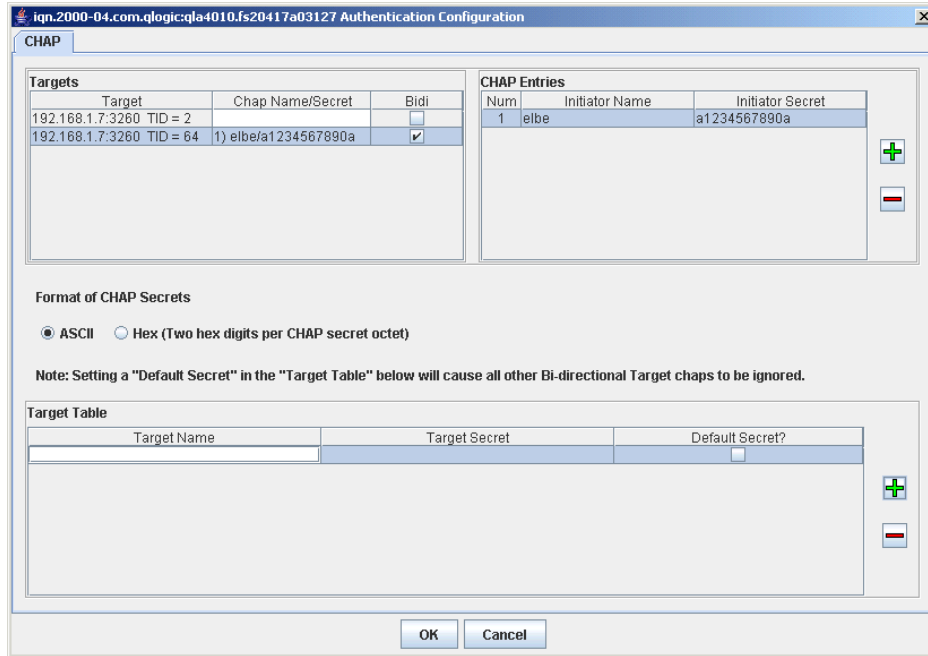 iqn.2000-04.com.qlogic:qla4010.fs20417a03127 Authentication Configuration
CHAP
Targets
Target Chap Name/Secret Bidi
192.168.1.7:3260 TID = 2
192.168.1.7:3260 TID = 64 1) elbe/a1234567890a
CHAP Entries
Num Initiator Name Initiator Secret
1 elbe a1234567890a
Format of CHAP Secrets
ASCII Hex (Two hex digits per CHAP secret octet)
Note: Setting a "Default Secret" in the "Target Table" below will cause all other Bi-directional Target chaps to be ignored.
Target Table
Target Name Target Secret Default Secret?
OK Cancel